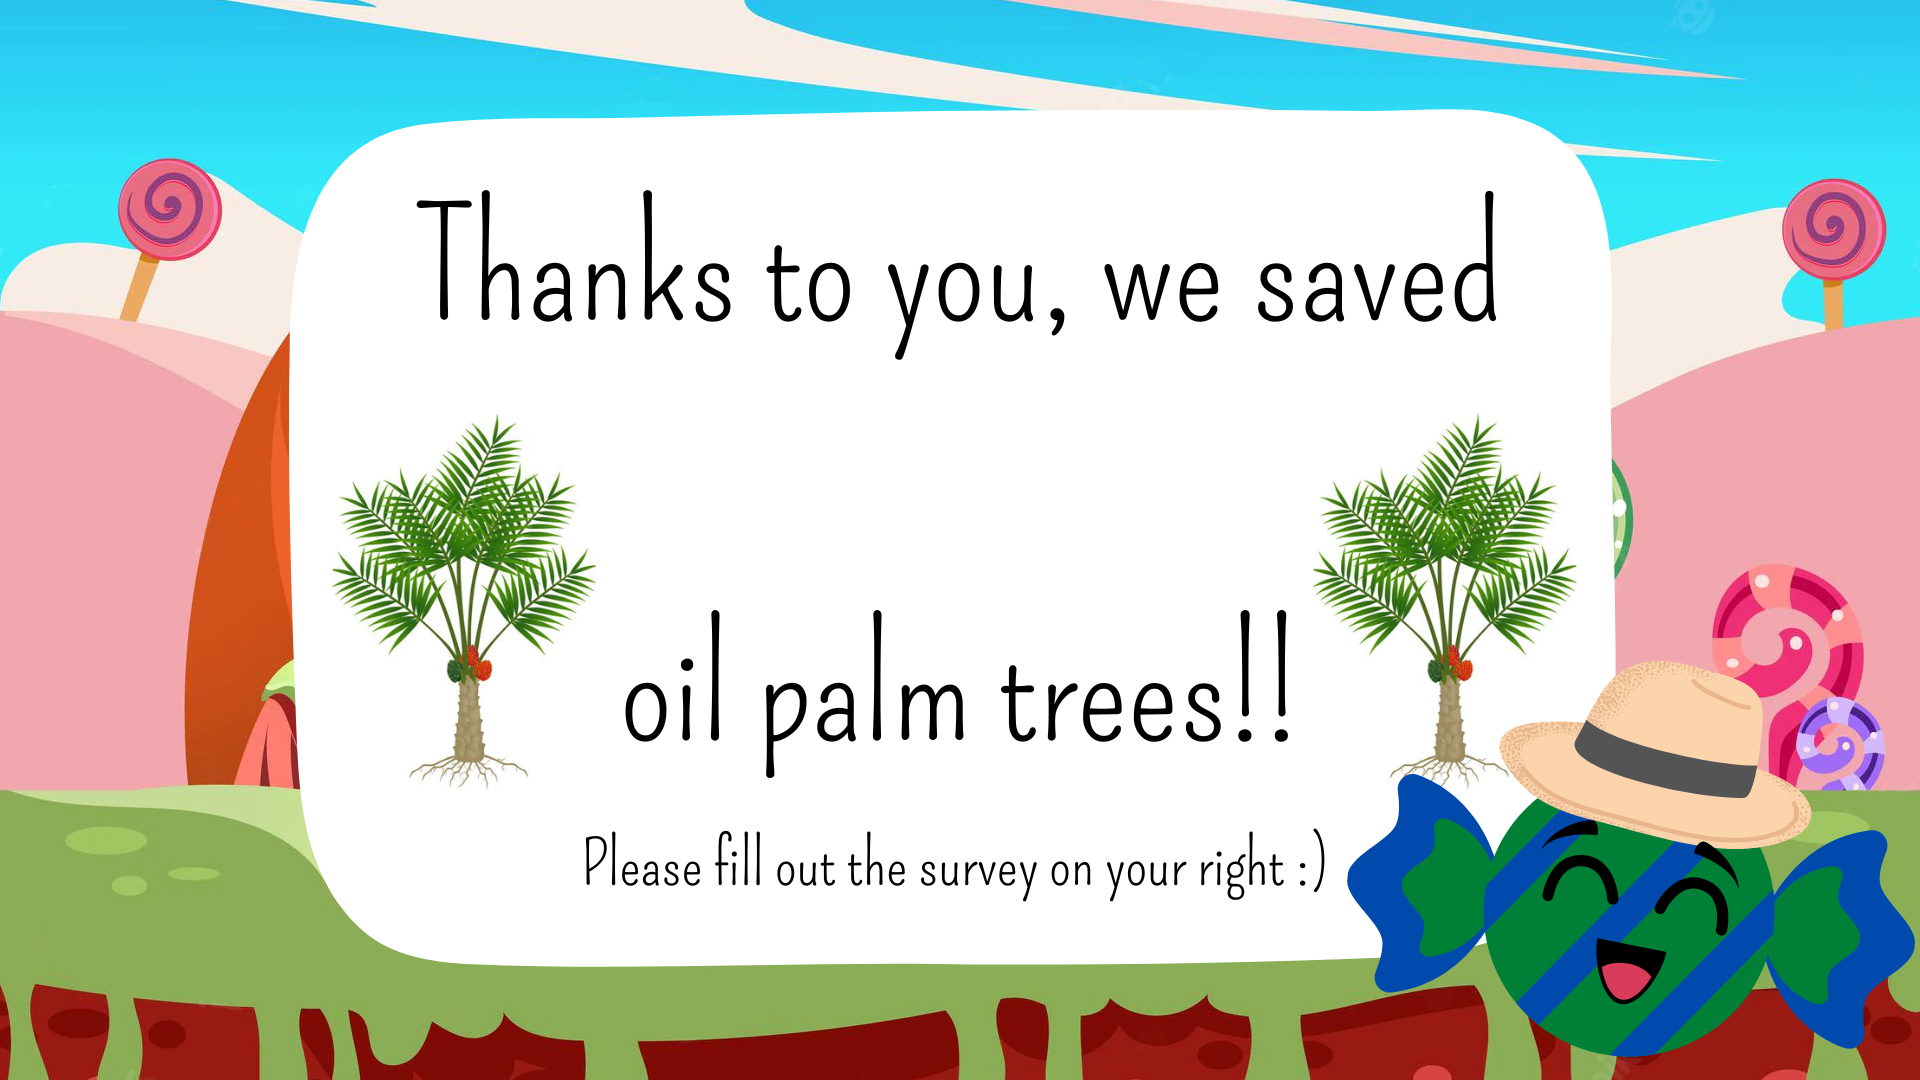 Thanks to you, we saved
oil palm trees!!
Please fill out the survey on your right :)